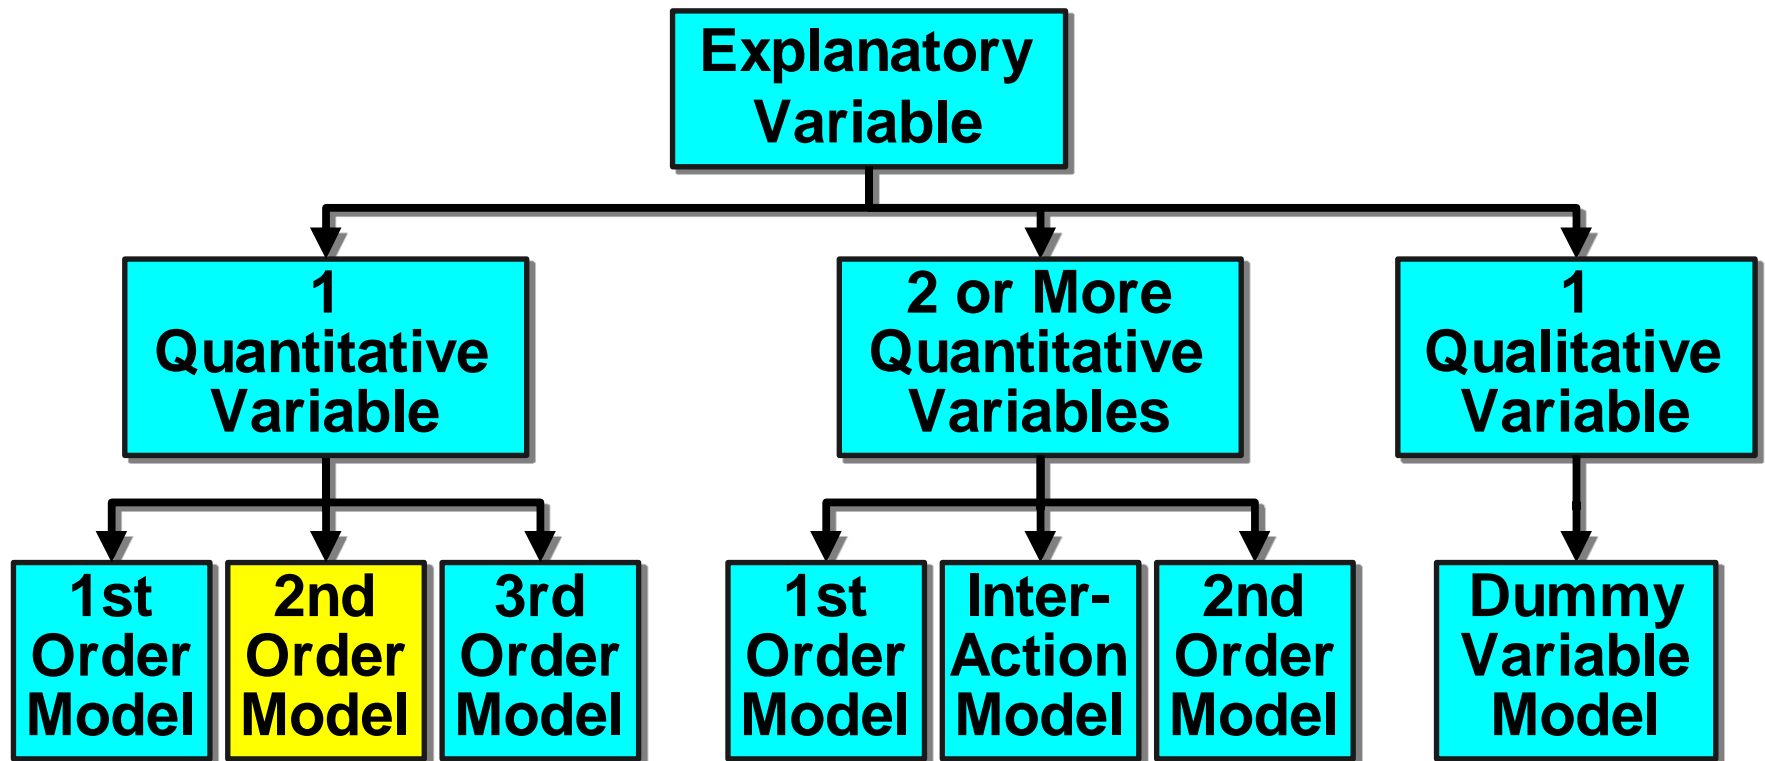 Explanatory
Variable
1
Quantitative
Variable
2 or More
Quantitative
Variables
1
Qualitative
Variable
1st
Order
Model
2nd
Order
Model
3rd
Order
Model
1st
Order
Model
Inter-
Action
Model
2nd
Order
Model
Dummy
Variable
Model